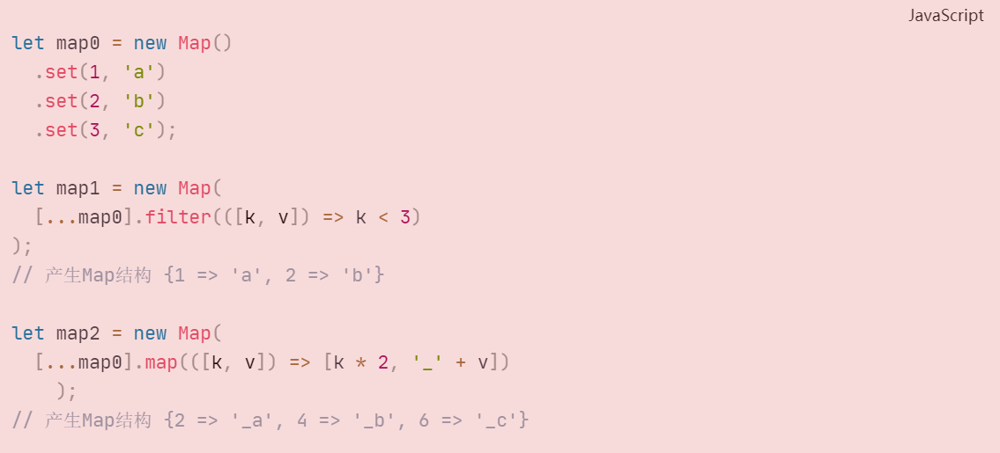 JavaScript
let map0 = new Map()
  .set(1, 'a')
  .set(2, 'b')
  .set(3, 'c');

let map1 = new Map(
  [...map0].filter(([k, v]) => k < 3)
);
// 产生Map结构 {1 => 'a', 2 => 'b'}

let map2 = new Map(
  [...map0].map(([k, v]) => [k * 2, '_' + v])
    );
// 产生Map结构 {2 => '_a', 4 => '_b', 6 => '_c'}